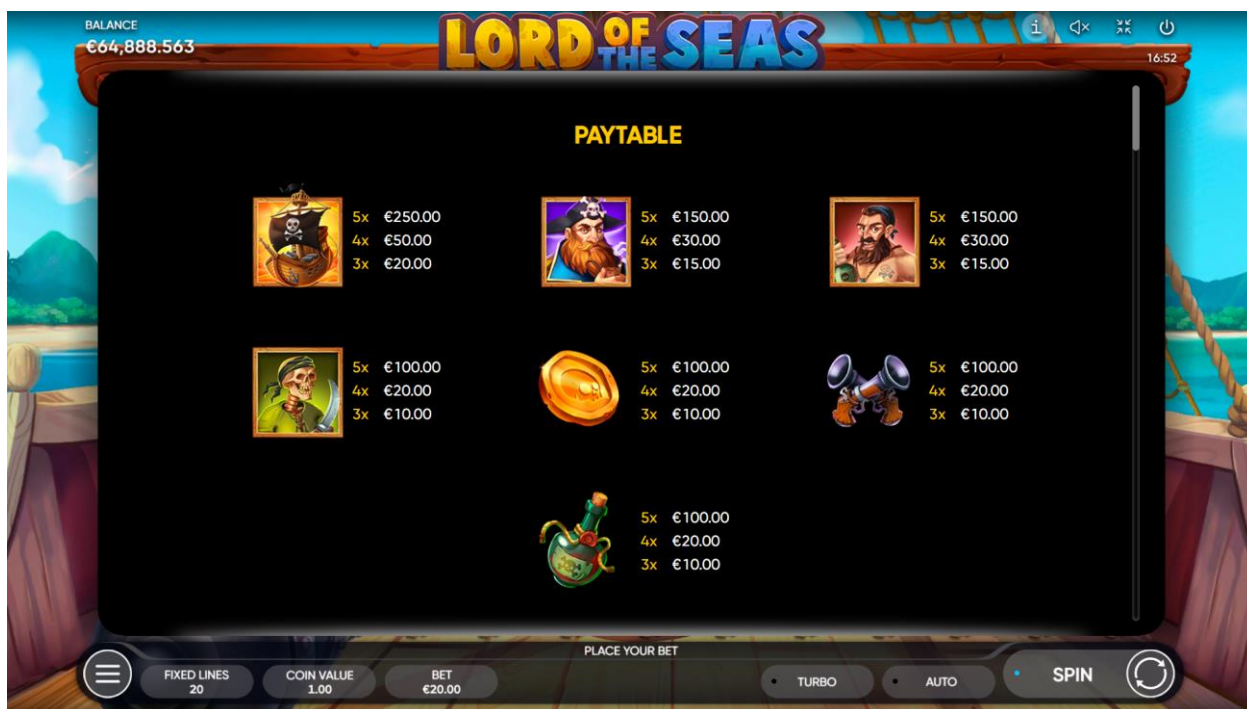 BALANCE
€64,888.563
LORD OF THE SEAS
i
16:52
PAYTABLE
5x €250.00
4x €50.00
3x €20.00
5x €150.00
4x €30.00
3x €15.00
5x €150.00
4x €30.00
3x €15.00
5x €100.00
4x €20.00
3x €10.00
5x €100.00
4x €20.00
3x €10.00
5x €100.00
4x €20.00
3x €10.00
5x €100.00
4x €20.00
3x €10.00
PLACE YOUR BET
FIXED LINES
20
COIN VALUE
1.00
BET
€20.00
TURBO
AUTO
SPIN